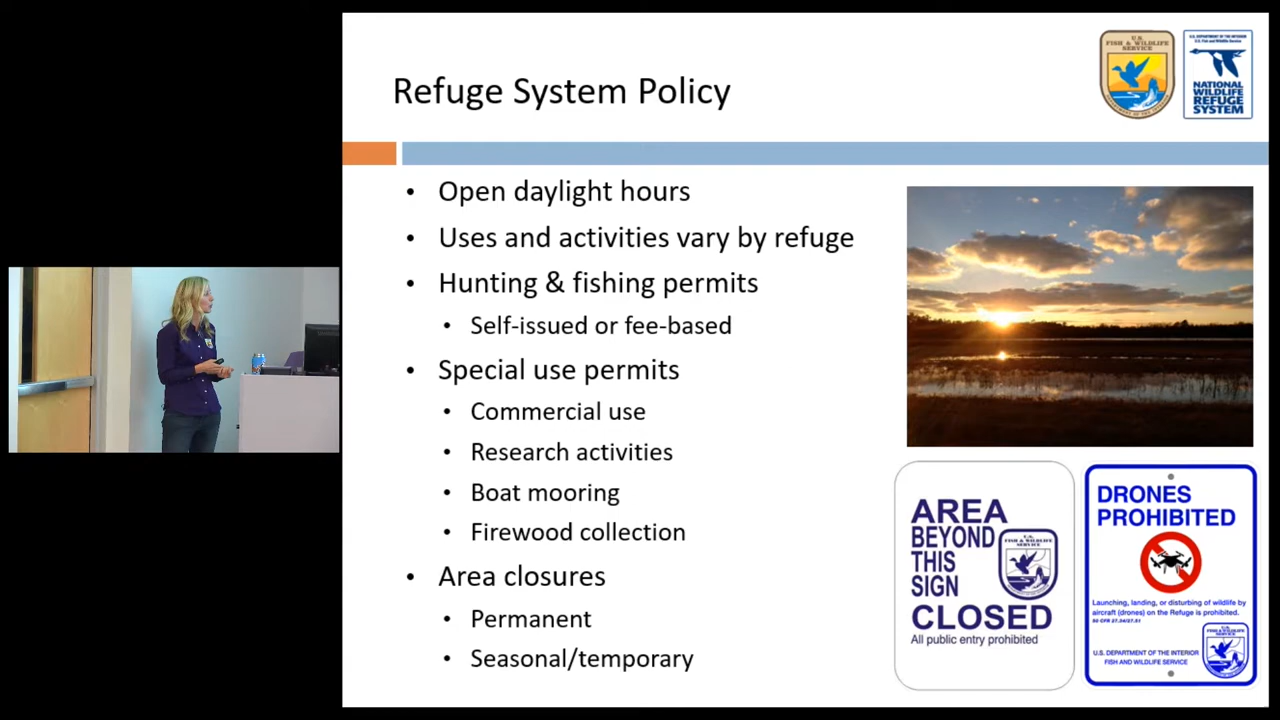 Refuge System Policy
U.S.
FISH & WILDLIFE
SERVICE
U.S. DEPARTMENT OF THE INTERIOR
U.S. Fish and Wildlife Service
NATIONAL
WILDLIFE
REFUGE
SYSTEM
• Open daylight hours
• Uses and activities vary by refuge
• Hunting & fishing permits
• Self-issued or fee-based
• Special use permits
• Commercial use
• Research activities
• Boat mooring
• Firewood collection
• Area closures
• Permanent
• Seasonal/temporary
AREA
BEYOND
THIS
SIGN
CLOSED
All public entry prohibited
U.S.
FISH & WILDLIFE
SERVICE
DRONES
PROHIBITED
Launching, landing, or disturbing of wildlife by
aircraft (drones) on the Refuge is prohibited.
50 CFR 27.34/27.51
U.S. DEPARTMENT OF THE INTERIOR
FISH AND WILDLIFE SERVICE
U.S.
FISH & WILDLIFE
SERVICE